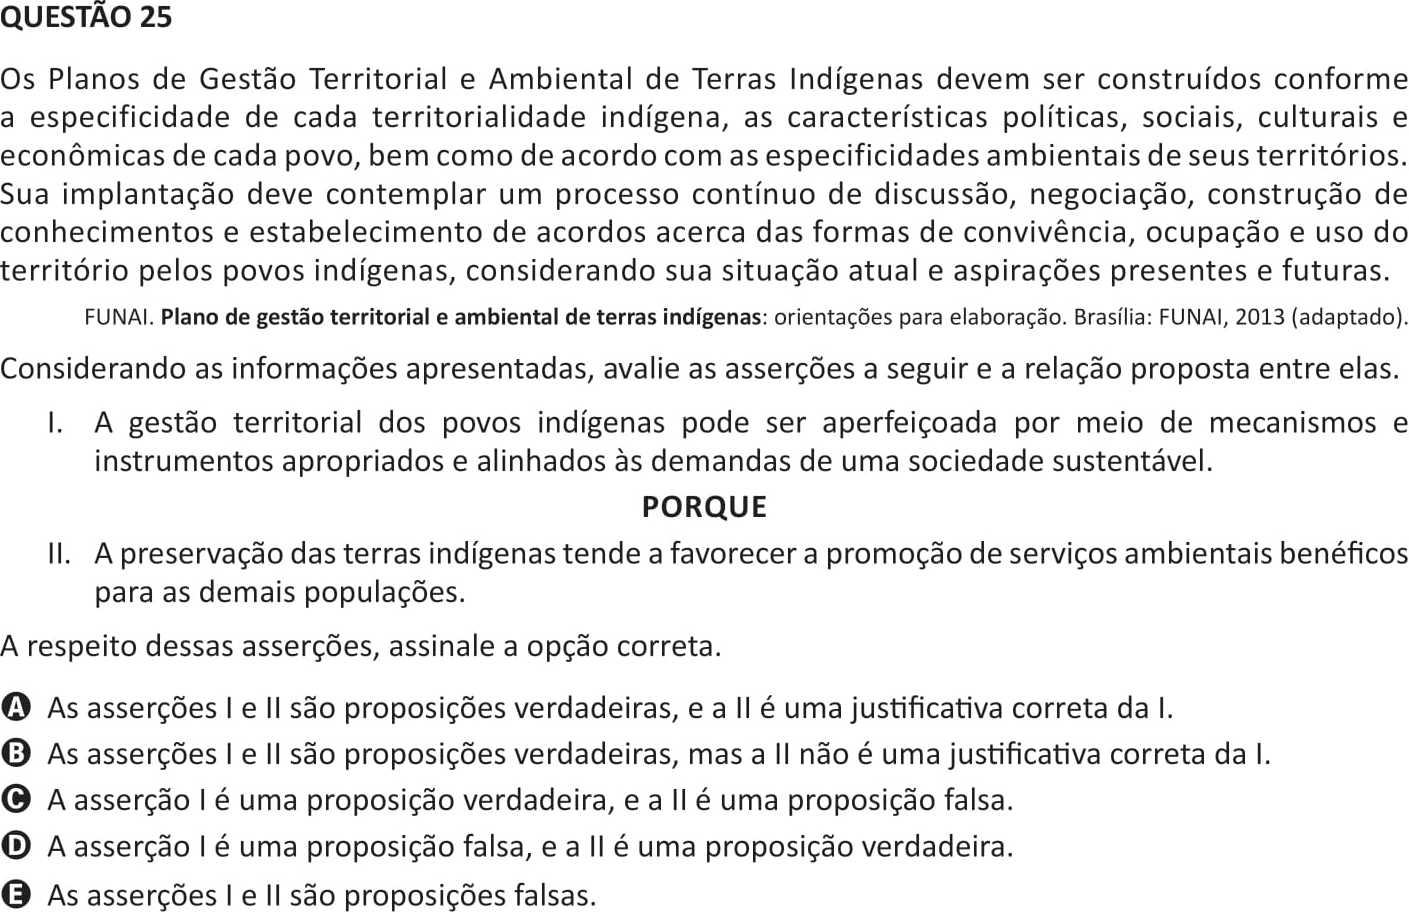 QUESTÃO 25
Os Planos de Gestão Territorial e Ambiental de Terras Indígenas devem ser construídos conforme
a especificidade de cada territorialidade indígena, as características políticas, sociais, culturais e
econômicas de cada povo, bem como de acordo com as especificidades ambientais de seus territórios.
Sua implantação deve contemplar um processo contínuo de discussão, negociação, construção de
conhecimentos e estabelecimento de acordos acerca das formas de convivência, ocupação e uso do
território pelos povos indígenas, considerando sua situação atual e aspirações presentes e futuras.
FUNAI. Plano de gestão territorial e ambiental de terras indígenas: orientações para elaboração. Brasília: FUNAI, 2013 (adaptado).
Considerando as informações apresentadas, avalie as asserções a seguir e a relação proposta entre elas.
I. A gestão territorial dos povos indígenas pode ser aperfeiçoada por meio de mecanismos e
instrumentos apropriados e alinhados às demandas de uma sociedade sustentável.
PORQUE
II. A preservação das terras indígenas tende a favorecer a promoção de serviços ambientais benéficos
para as demais populações.
A respeito dessas asserções, assinale a opção correta.
A As asserções I e II são proposições verdadeiras, e a II é uma justificativa correta da I.
B As asserções I e II são proposições verdadeiras, mas a II não é uma justificativa correta da I.
C A asserção I é uma proposição verdadeira, e a II é uma proposição falsa.
D A asserção I é uma proposição falsa, e a II é uma proposição verdadeira.
E As asserções I e II são proposições falsas.